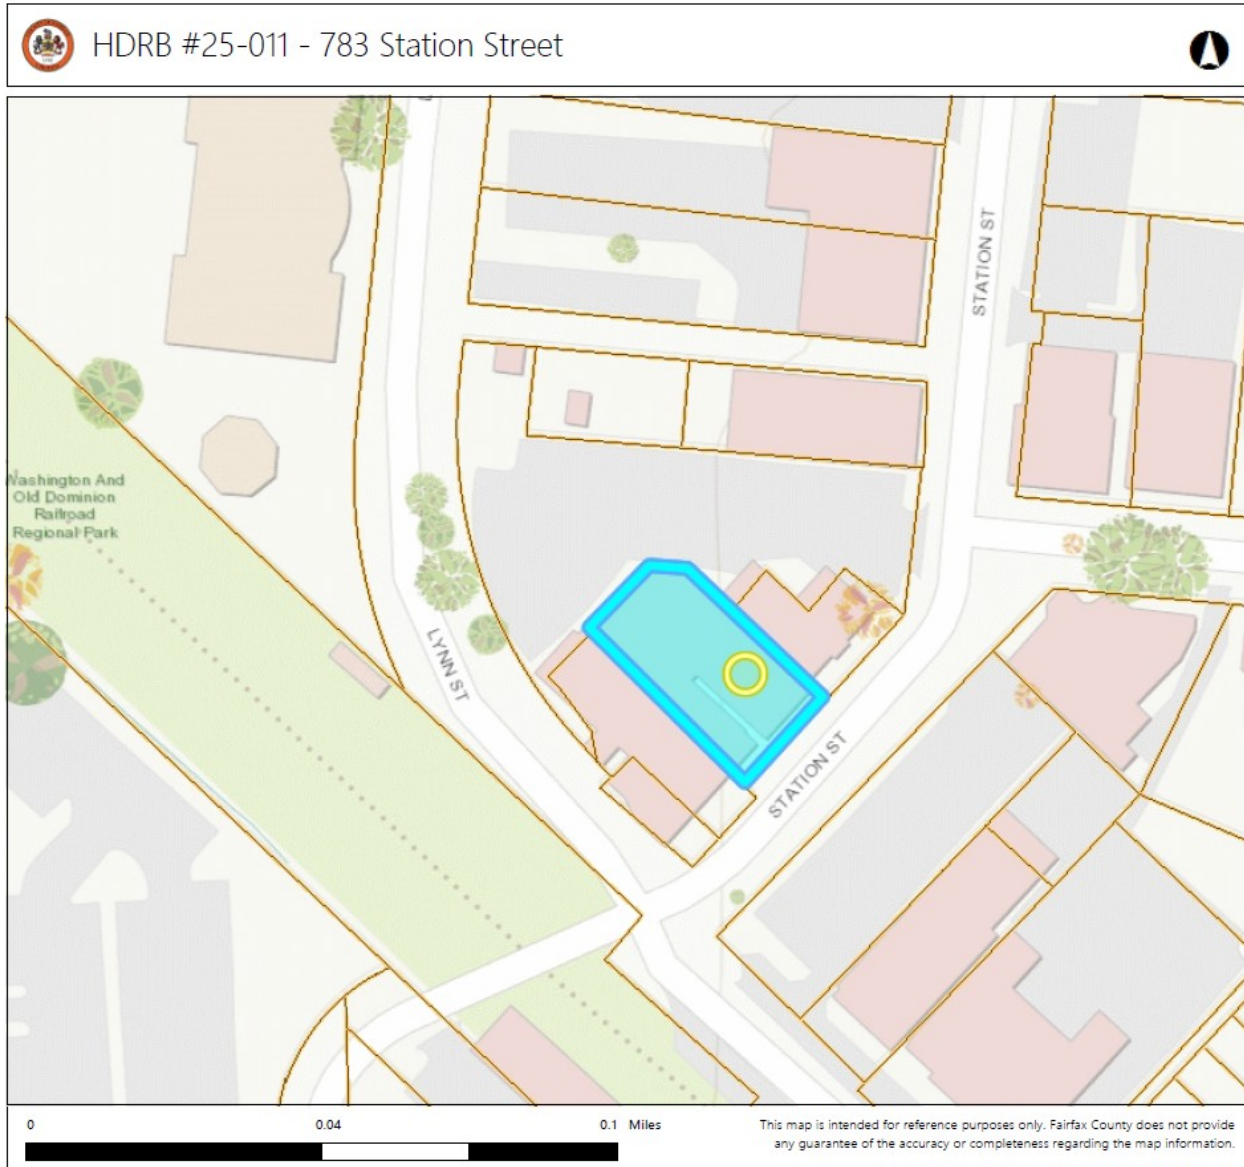 HDRB #25-011 - 783 Station Street
STATION ST
Washington And
Old Dominion
Railroad
Regional Park
LYNN ST
STATION ST
0 0.04 0.1 Miles
This map is intended for reference purposes only. Fairfax County does not provide
any guarantee of the accuracy or completeness regarding the map information.